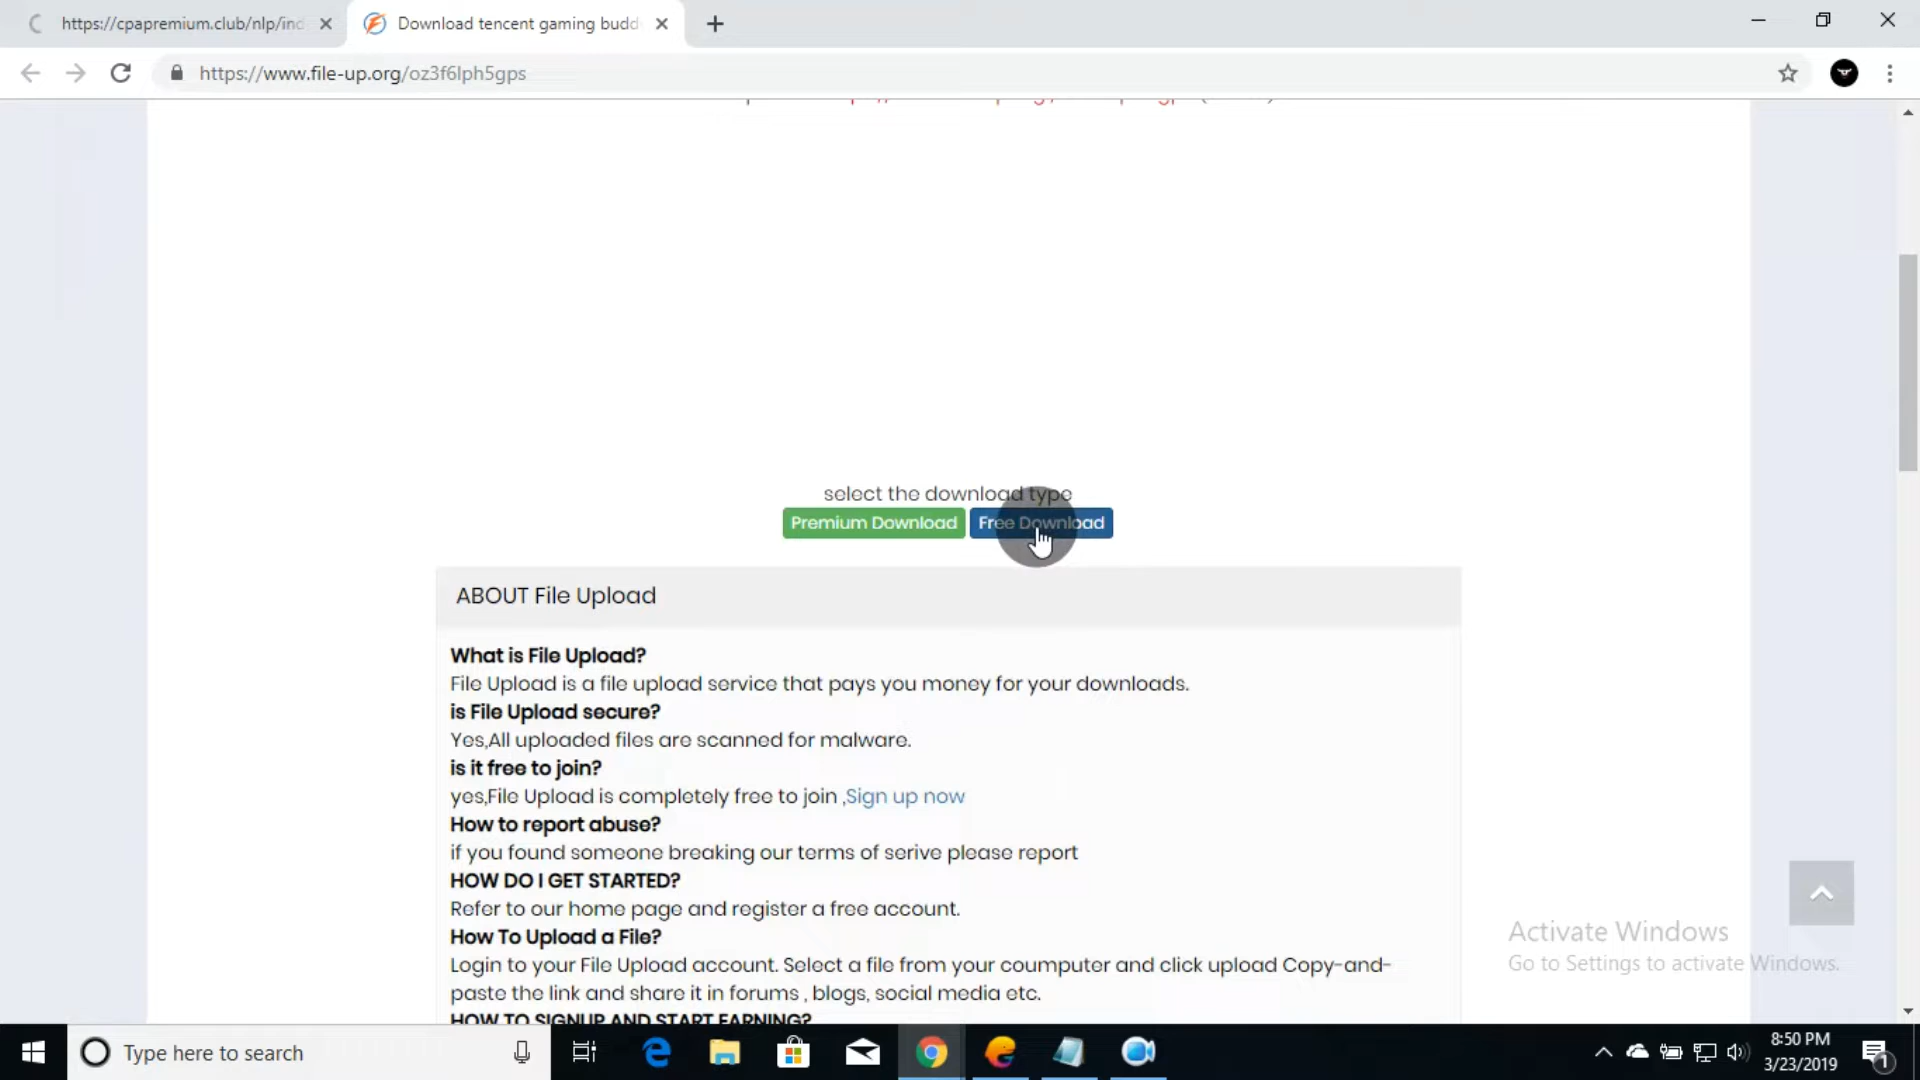 https://cpapremium.club/nlp/ind
Download tencent gaming budd
https://www.file-up.org/oz3f6lph5gps
select the download type
Premium Download
Free Download
ABOUT File Upload
What is File Upload?
File Upload is a file upload service that pays you money for your downloads.
is File Upload secure?
Yes,All uploaded files are scanned for malware.
is it free to join?
yes,File Upload is completely free to join ,Sign up now
How to report abuse?
if you found someone breaking our terms of serive please report
HOW DO I GET STARTED?
Refer to our home page and register a free account.
How To Upload a File?
Login to your File Upload account. Select a file from your coumputer and click upload Copy-and-
paste the link and share it in forums , blogs, social media etc.
HOW TO SIGNUP AND START EARNING?
Activate Windows
Go to Settings to activate Windows.
Type here to search
8:50 PM
3/23/2019
1